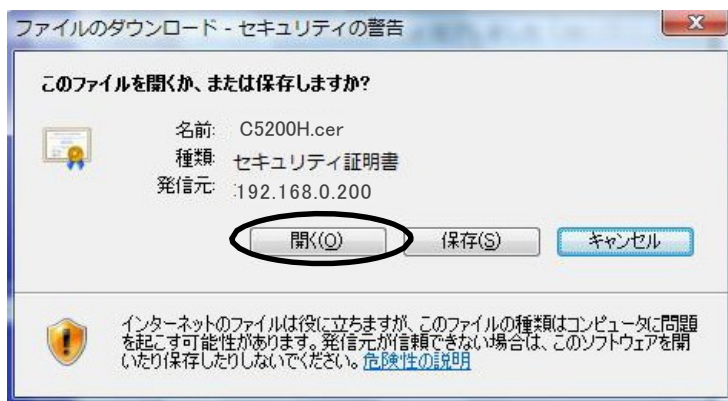 ファイルのダウンロード - セキュリティの警告
このファイルを開くか、または保存しますか?
名前: C5200H.cer
種類: セキュリティ証明書
発信元: 192.168.0.200
開く(O) 保存(S) キャンセル
インターネットのファイルは役に立ちますが、このファイルの種類はコンピュータに問題
を起こす可能性があります。発信元が信頼できない場合は、このソフトウェアを開
いたり保存したりしないでください。危険性の説明